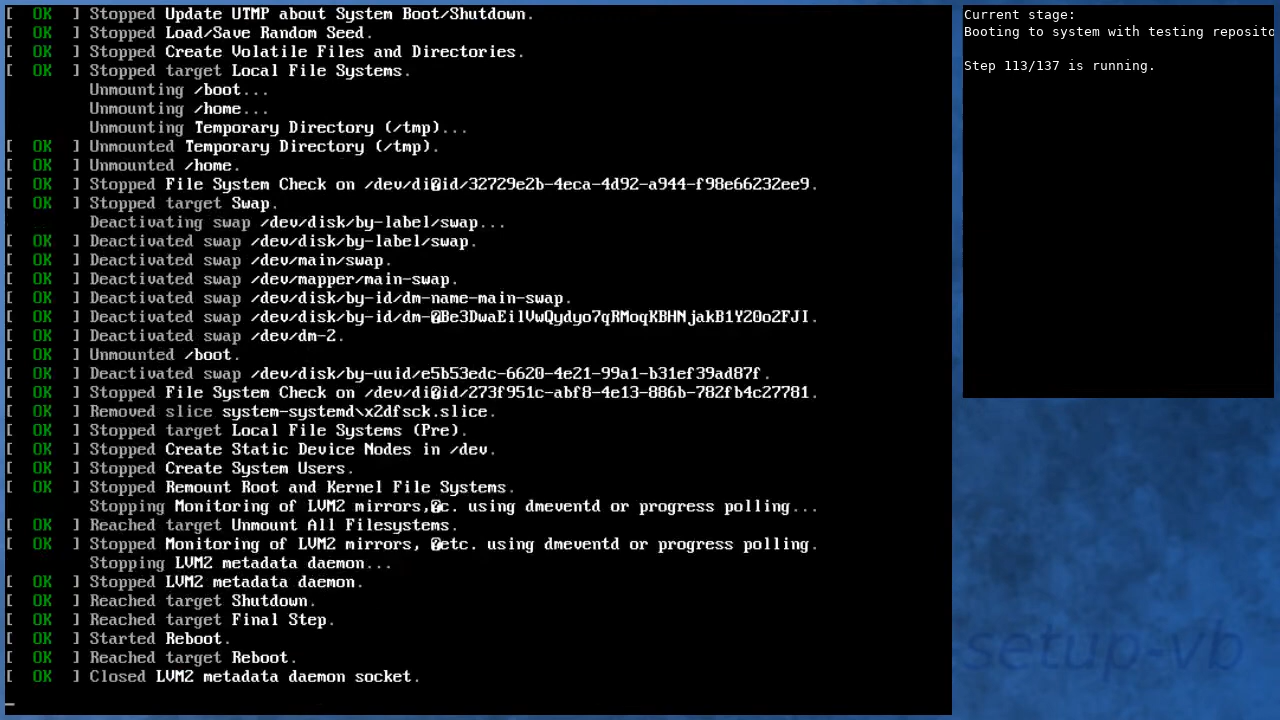 [  OK  ] Stopped Update UTMP about System Boot/Shutdown.
[  OK  ] Stopped Load/Save Random Seed.
[  OK  ] Stopped Create Volatile Files and Directories.
[  OK  ] Stopped target Local File Systems.
         Unmounting /boot...
         Unmounting /home...
         Unmounting Temporary Directory (/tmp)...
[  OK  ] Unmounted Temporary Directory (/tmp).
[  OK  ] Unmounted /home.
[  OK  ] Stopped File System Check on /dev/di�id/32729e2b-4eca-4d92-a944-f98e66232ee9.
[  OK  ] Stopped target Swap.
         Deactivating swap /dev/disk/by-label/swap...
[  OK  ] Deactivated swap /dev/disk/by-label/swap.
[  OK  ] Deactivated swap /dev/main/swap.
[  OK  ] Deactivated swap /dev/mapper/main-swap.
[  OK  ] Deactivated swap /dev/disk/by-id/dm-name-main-swap.
[  OK  ] Deactivated swap /dev/disk/by-id/dm-�Be3DwaEilVwQydyo7qRMoqKBHNjakB1Y20o2FJI.
[  OK  ] Deactivated swap /dev/dm-2.
[  OK  ] Unmounted /boot.
[  OK  ] Deactivated swap /dev/disk/by-uuid/e5b53edc-6620-4e21-99a1-b31ef39ad87f.
[  OK  ] Stopped File System Check on /dev/di�id/273f951c-abf8-4e13-886b-782fb4c27781.
[  OK  ] Removed slice system-systemd\x2dfsck.slice.
[  OK  ] Stopped target Local File Systems (Pre).
[  OK  ] Stopped Create Static Device Nodes in /dev.
[  OK  ] Stopped Create System Users.
[  OK  ] Stopped Remount Root and Kernel File Systems.
         Stopping Monitoring of LVM2 mirrors,�c. using dmeventd or progress polling...
[  OK  ] Reached target Unmount All Filesystems.
[  OK  ] Stopped Monitoring of LVM2 mirrors, �etc. using dmeventd or progress polling.
         Stopping LVM2 metadata daemon...
[  OK  ] Stopped LVM2 metadata daemon.
[  OK  ] Reached target Shutdown.
[  OK  ] Reached target Final Step.
[  OK  ] Started Reboot.
[  OK  ] Reached target Reboot.
[  OK  ] Closed LVM2 metadata daemon socket.
_
Current stage:
Booting to system with testing reposito
Step 113/137 is running.
setup-vb